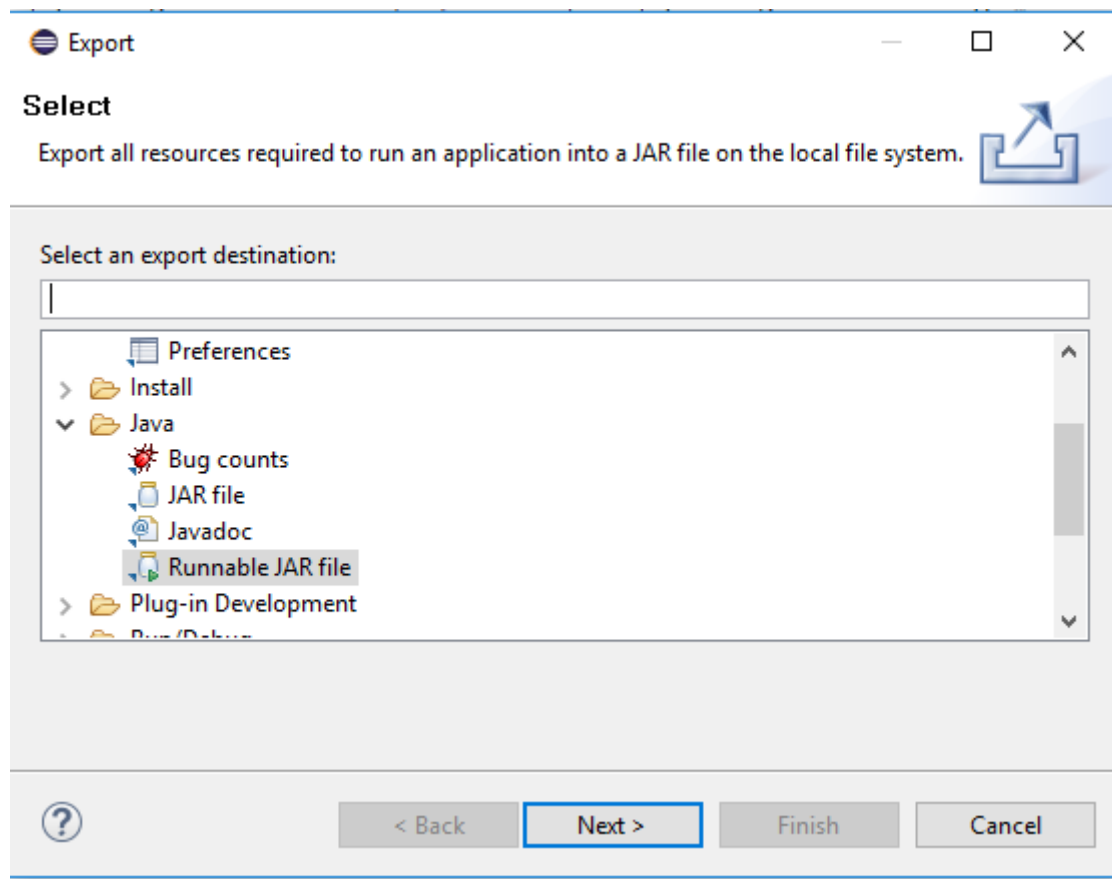 Export
Select
Export all resources required to run an application into a JAR file on the local file system.
Select an export destination:
Preferences
Install
Java
Bug counts
JAR file
Javadoc
Runnable JAR file
Plug-in Development
Run/Debug
< Back Next > Finish Cancel